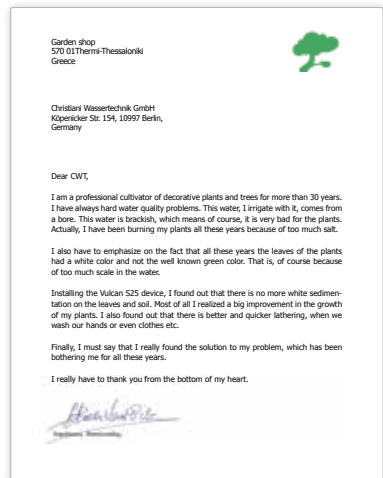 Garden shop
570 01Thermi-Thessaloniki
Greece
Christiani Wassertechnik GmbH
Köpenicker Str. 154, 10997 Berlin,
Germany
Dear CWT,
I am a professional cultivator of decorative plants and trees for more than 30 years.
I have always hard water quality problems. This water, I irrigate with it, comes from
a bore. This water is brackish, which means of course, it is very bad for the plants.
Actually, I have been burning my plants all these years because of too much salt.
I also have to emphasize on the fact that all these years the leaves of the plants
had a white color and not the well known green color. That is, of course because
of too much scale in the water.
Installing the Vulcan S25 device, I found out that there is no more white sedimen-
tation on the leaves and soil. Most of all I realized a big improvement in the growth
of my plants. I also found out that there is better and quicker lathering, when we
wash our hands or even clothes etc.
Finally, I must say that I really found the solution to my problem, which has been
bothering me for all these years.
I really have to thank you from the bottom of my heart.